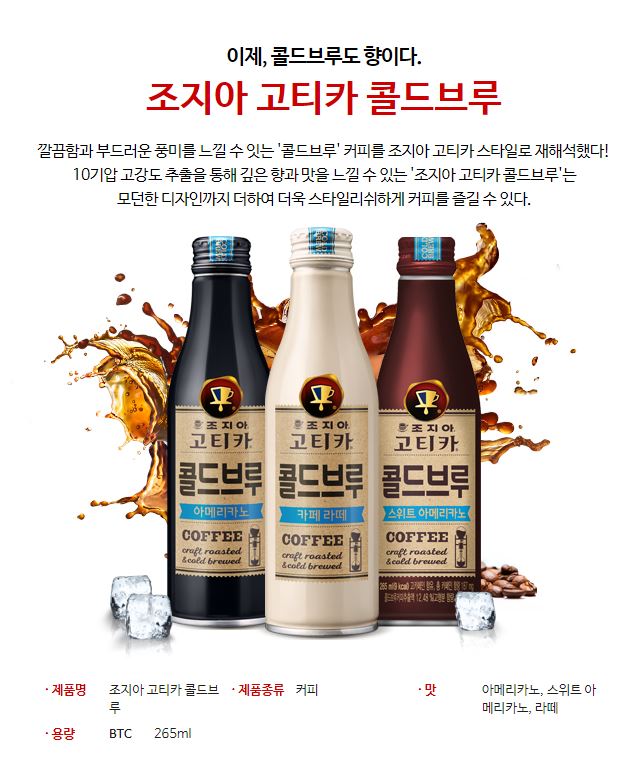 이제, 콜드브루도 향이다.
조지아 고티카 콜드브루
깔끔함과 부드러운 풍미를 느낄 수 잇는 '콜드브루' 커피를 조지아 고티카 스타일로 재해석했다!
10기압 고강도 추출을 통해 깊은 향과 맛을 느낄 수 있는 '조지아 고티카 콜드브루'는
모던한 디자인까지 더하여 더욱 스타일리쉬하게 커피를 즐길 수 있다.
조지아
고티카
콜드브루
아메리카노
COFFEE
craft roasted
& cold brewed
조지아
고티카
콜드브루
카페 라떼
COFFEE
craft roasted
& cold brewed
조지아
고티카
콜드브루
스위트 아메리카노
COFFEE
craft roasted
& cold brewed
· 제품명 조지아 고티카 콜드브
루
· 제품종류 커피
· 맛 아메리카노, 스위트 아
메리카노, 라떼
· 용량 BTC 265ml